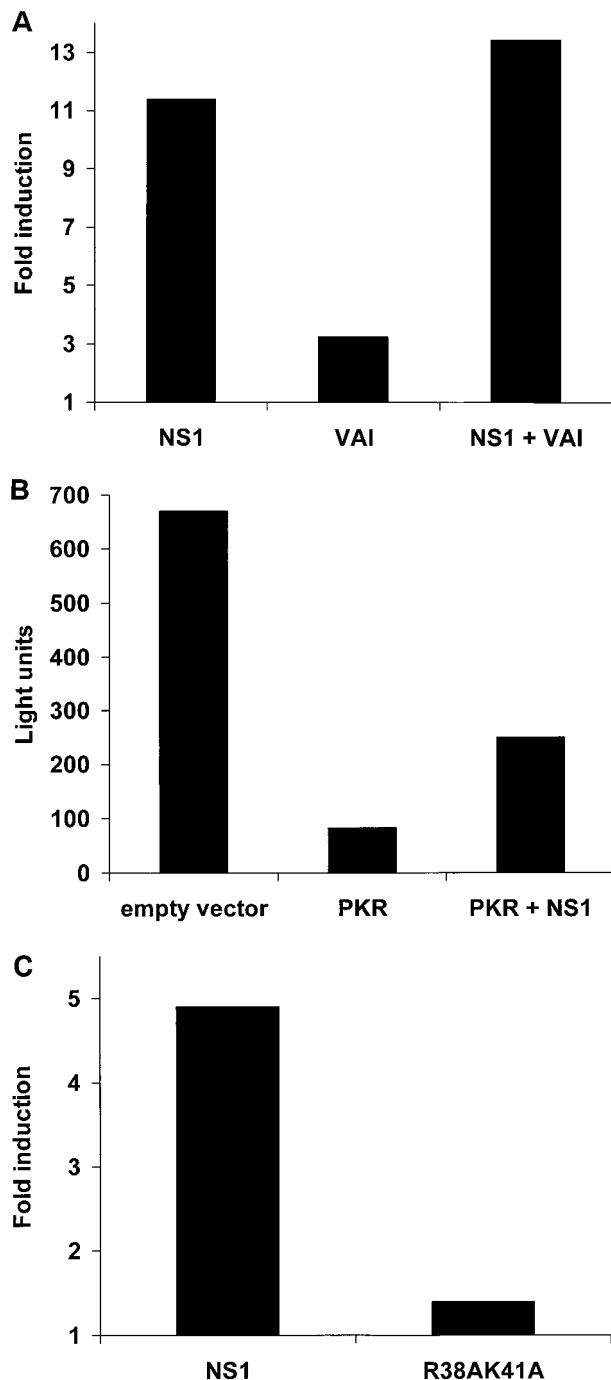 A
Fold induction
13
11
9
7
5
3
1
NS1 VAI NS1 + VAI
B
Light units
700
600
500
400
300
200
100
0
empty vector PKR PKR + NS1
C
Fold induction
5
4
3
2
1
NS1 R38AK41A